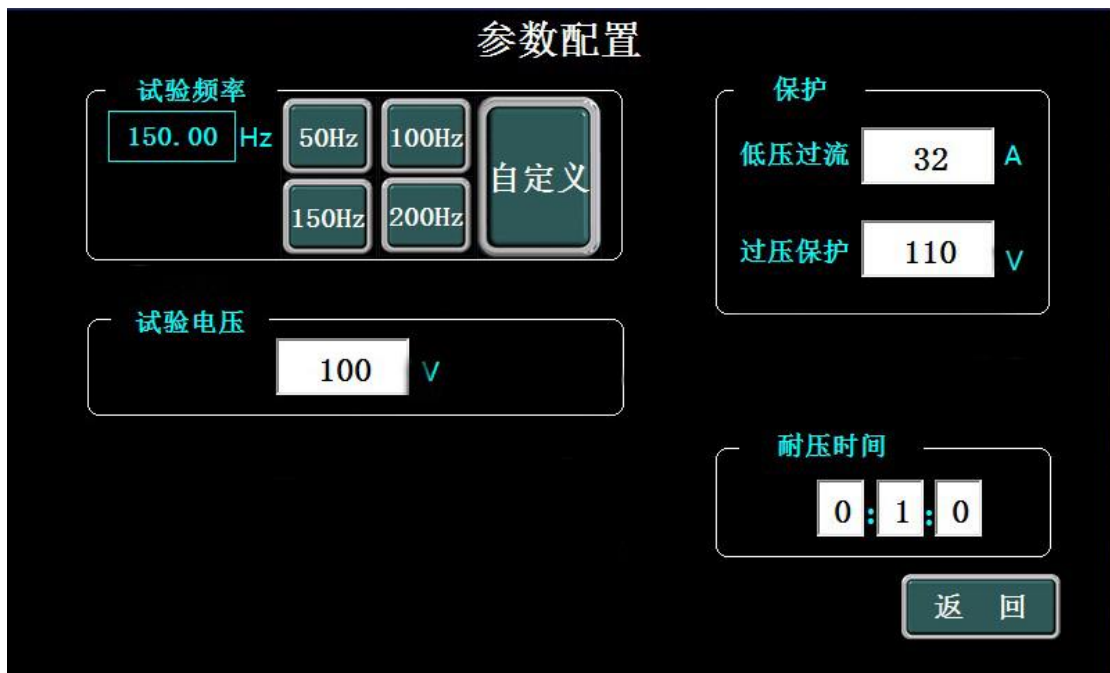 参数配置
试验频率
150.00 Hz
50Hz 100Hz
150Hz 200Hz
自定义
试验电压
100 V
保护
低压过流 32 A
过压保护 110 V
耐压时间
0:1:0
返 回